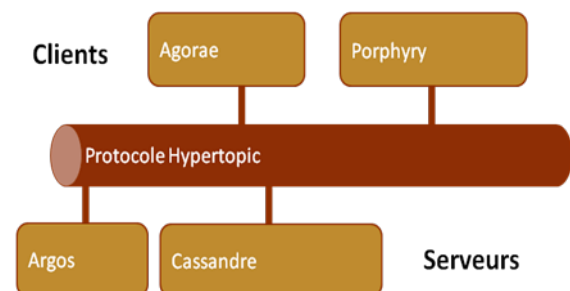 Clients
Agorae
Porphyry
Protocole Hypertopic
Argos
Cassandre
Serveurs